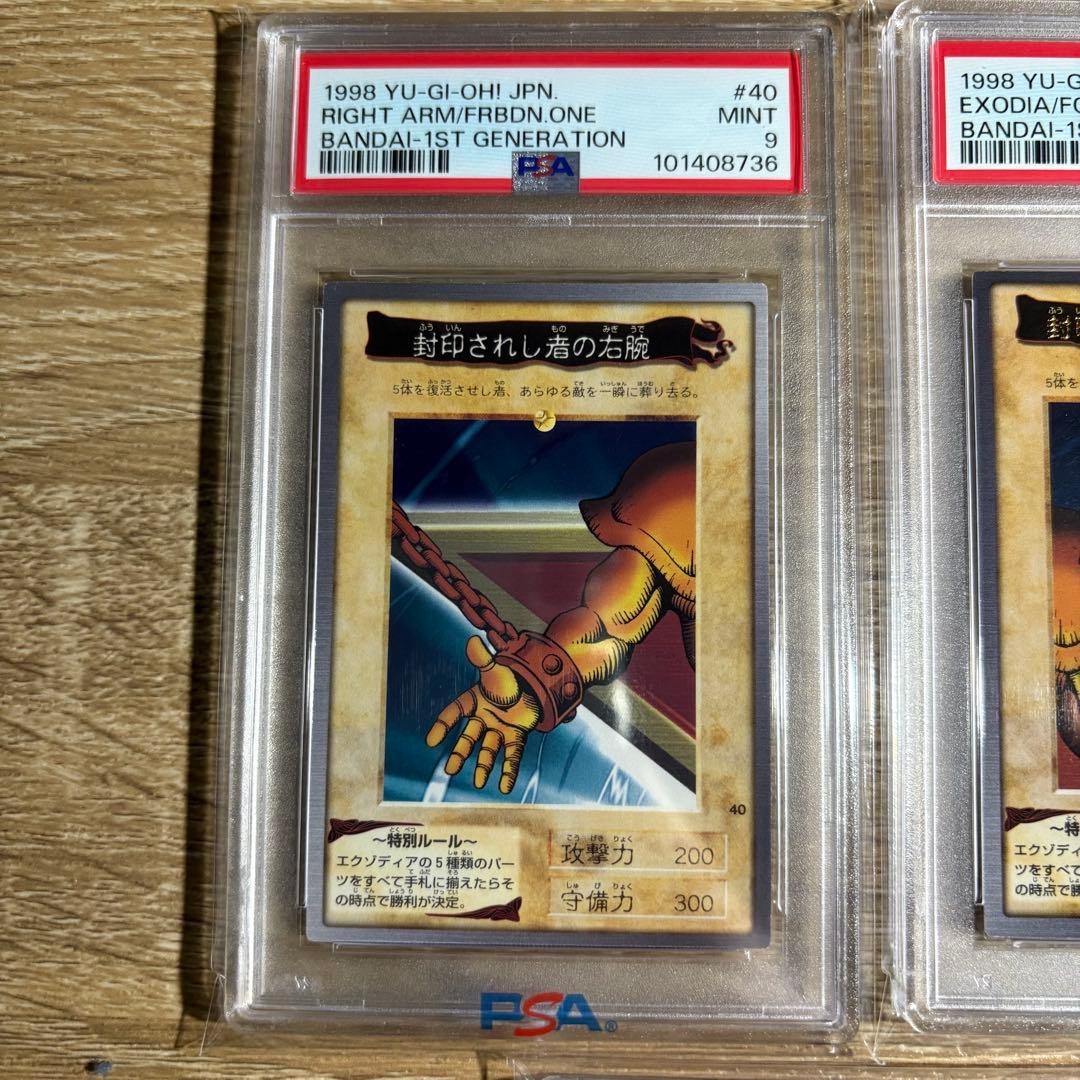 1998 YU-GI-OH! JPN. #40
RIGHT ARM/FRBDN.ONE MINT
BANDAI-1ST GENERATION 9
PSA 101408736
封印されし者の右腕
5体を復活させし者、あらゆる敵を一瞬に葬り去る。
40
〜特別ルール〜
エクゾディアの5種類のパー
ツをすべて手札に揃えたらそ
の時点で勝利が決定。
攻撃力 200
守備力 300
PSA®
1998 YU-G
EXODIA/FO
BANDAI-1S
封
5体を
〜特
エクゾデ
ツをすべ
の時点で